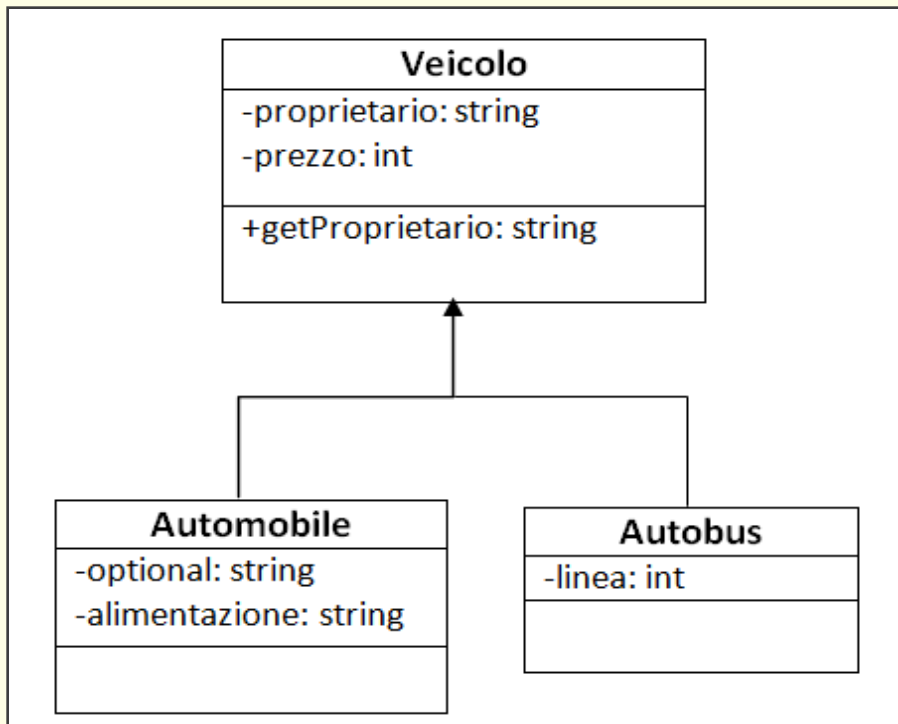 Veicolo
-proprietario: string
-prezzo: int
+getProprietario: string
Automobile
-optional: string
-alimentazione: string
Autobus
-linea: int